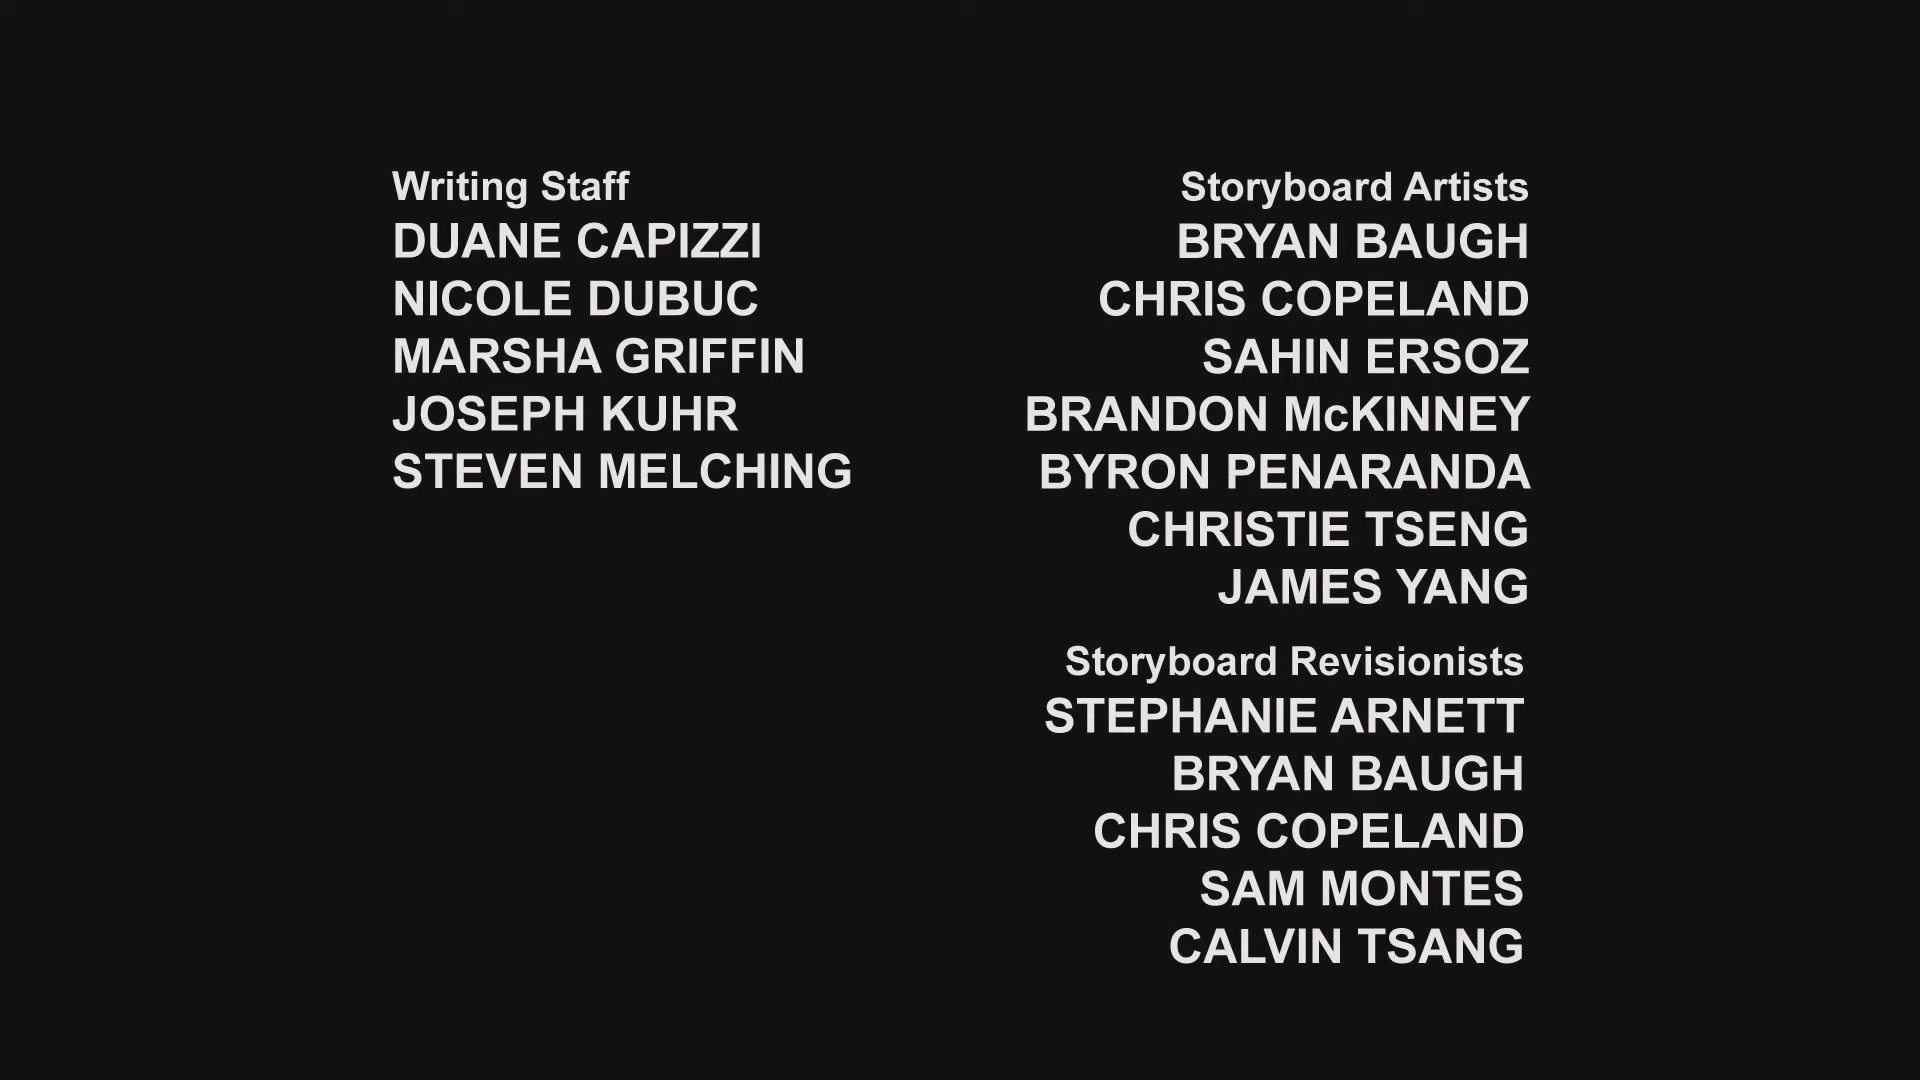 Writing Staff
DUANE CAPIZZI
NICOLE DUBUC
MARSHA GRIFFIN
JOSEPH KUHR
STEVEN MELCHING
Storyboard Artists
BRYAN BAUGH
CHRIS COPELAND
SAHIN ERSOZ
BRANDON McKINNEY
BYRON PENARANDA
CHRISTIE TSENG
JAMES YANG
Storyboard Revisionists
STEPHANIE ARNETT
BRYAN BAUGH
CHRIS COPELAND
SAM MONTES
CALVIN TSANG